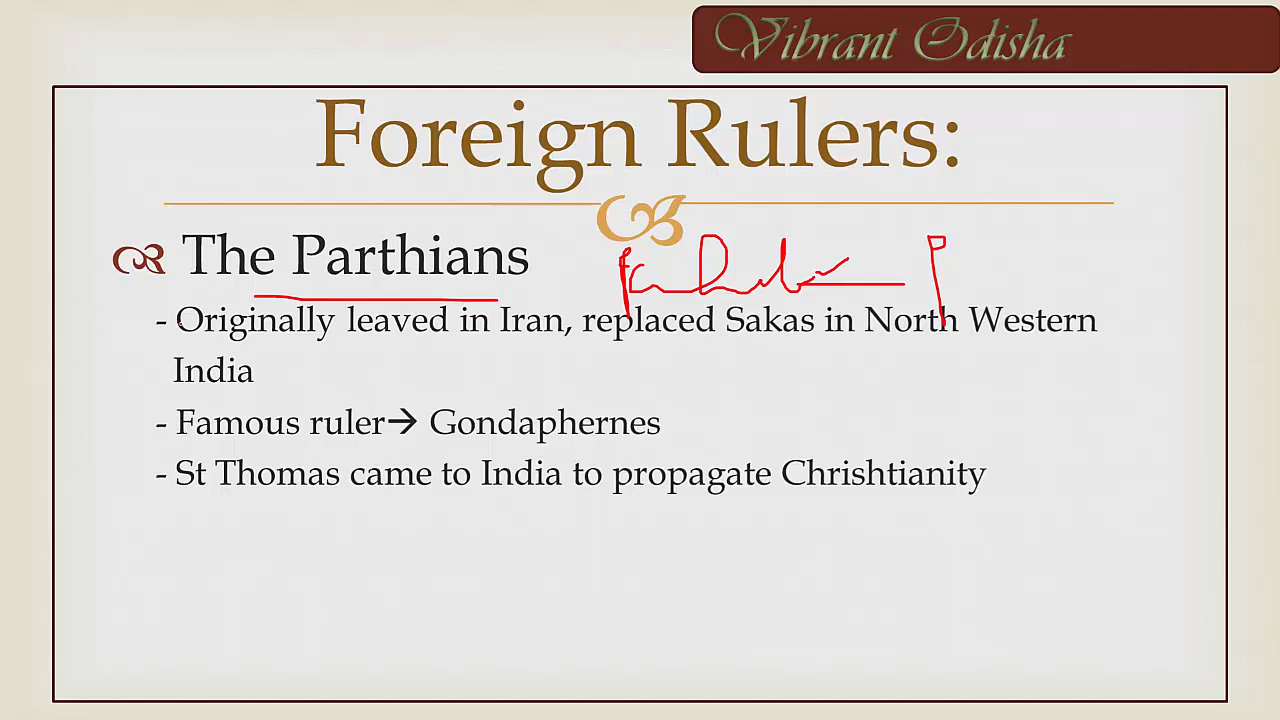 Vibrant Odisha
Foreign Rulers:
The Parthians
- Originally leaved in Iran, replaced Sakas in North Western
India
- Famous ruler→ Gondaphernes
- St Thomas came to India to propagate Chrishtianity